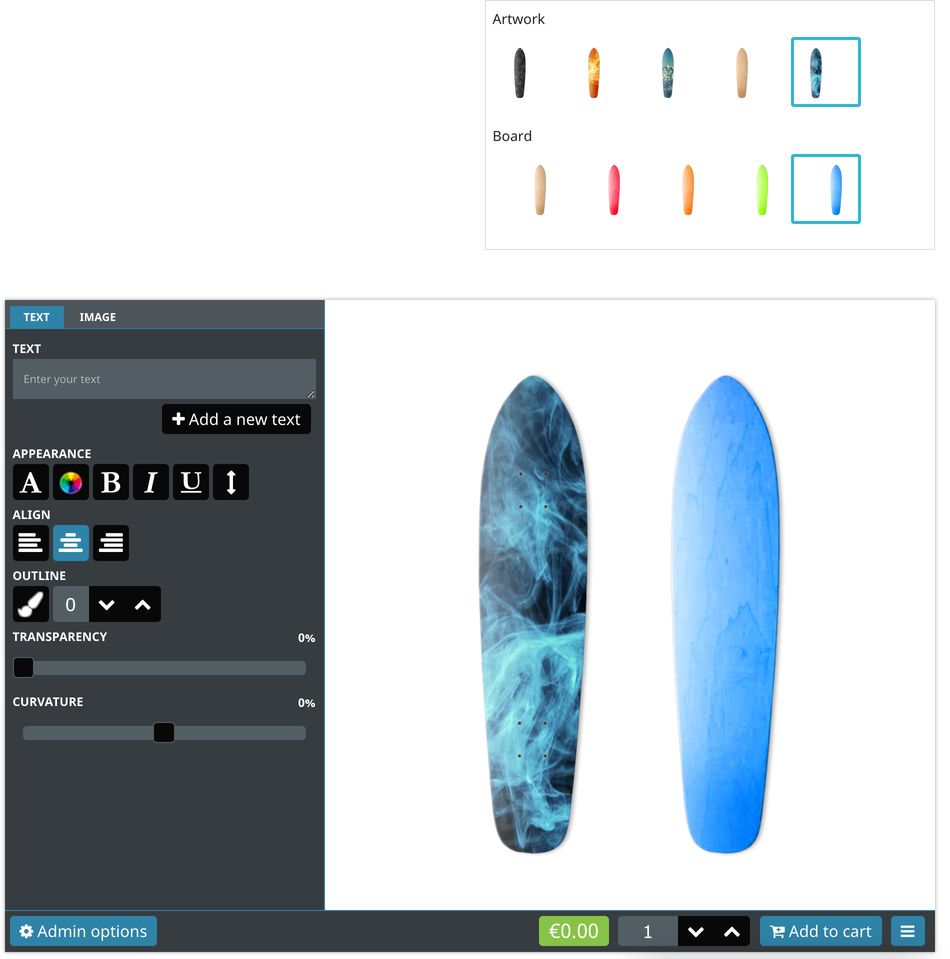 Artwork
Board
TEXT IMAGE
TEXT
Enter your text
Add a new text
APPEARANCE
A B I U
ALIGN
OUTLINE
0
TRANSPARENCY 0%
CURVATURE 0%
Admin options €0.00 1 Add to cart